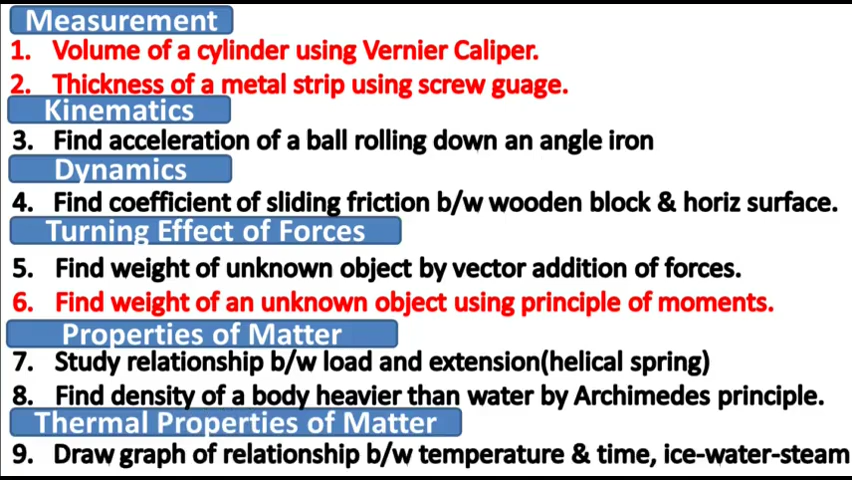 Measurement
1. Volume of a cylinder using Vernier Caliper.
2. Thickness of a metal strip using screw guage.
Kinematics
3. Find acceleration of a ball rolling down an angle iron
Dynamics
4. Find coefficient of sliding friction b/w wooden block & horiz surface.
Turning Effect of Forces
5. Find weight of unknown object by vector addition of forces.
6. Find weight of an unknown object using principle of moments.
Properties of Matter
7. Study relationship b/w load and extension(helical spring)
8. Find density of a body heavier than water by Archimedes principle.
Thermal Properties of Matter
9. Draw graph of relationship b/w temperature & time, ice-water-steam